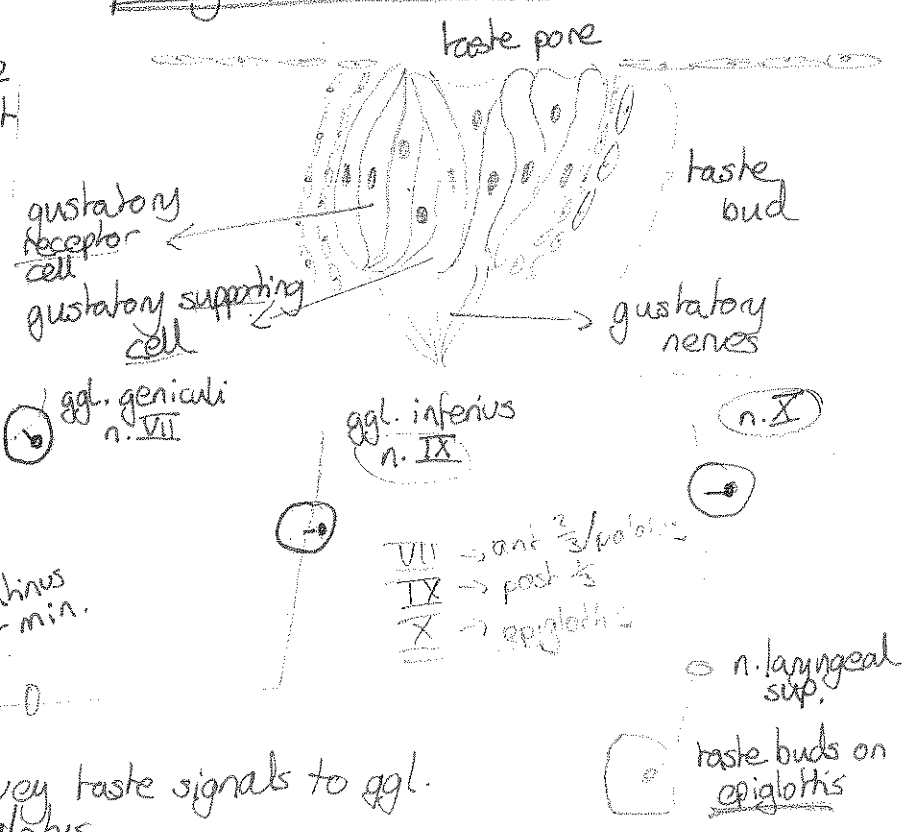 taste pore
taste
bud
gustatory
receptor
cell
gustatory supporting
cell
gustatory
nerves
ggl. geniculi
n. VII
ggl. inferius
n. IX
n. X
VII → ant 2/3/
IX → post 1/3
X → epiglottis
min.
n. laryngeal
sup.
taste buds on
epiglottis
taste signals to ggl.